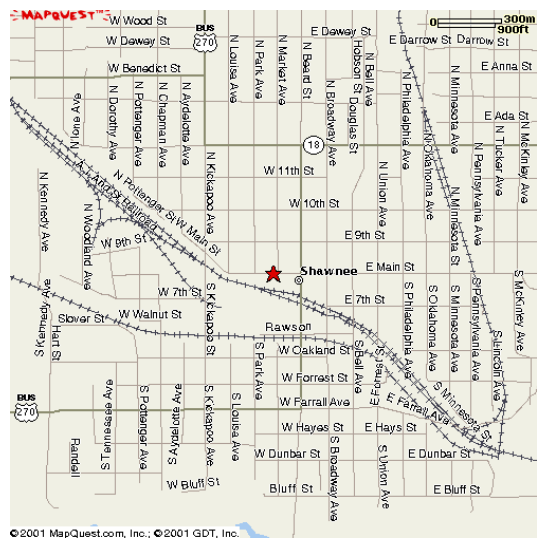 MAPQUEST™
0 300m
900ft
BUS
270
W Wood St
W Dewey St
W Benedict St
E Dewey Ave
E Darrow St
Darrow St
E Anna St
E Ada St
N Louisa Ave
N Park Ave
N Market Ave
N Beard St
N Broadway Ave
Hobson St
Douglas St
N Bell Ave
N Philadelphia Ave
N Oklahoma Ave
N Minnesota Ave
N Minnesota St
N Pennsylvania Ave
N Tucker Ave
N McKinley Ave
N Union Ave
N Kennedy Ave
N Woodland Ave
N Dorothy Ave
N Pottenger Ave
N Chapman Ave
N Aydelotte Ave
N Kickapoo Ave
N Pottenger St
W Main St
18
W 11th St
W 10th St
E 9th St
W 9th St
E Main St
Shawnee
W 7th St
E 7th St
Slover St
W Walnut St
Rawson
W Oakland St
W Forrest St
W Farrall Ave
E Farrall Ave
W Hayes St
E Hays St
W Dunbar St
E Dunbar St
W Bluff St
Bluff St
E Bluff St
S Kennedy Ave
Hart St
S Kickapoo St
S Kickapoo Ave
S Tennessee Ave
S Pottenger Ave
S Aydelotte Ave
S Louisa Ave
S Park Ave
S Broadway Ave
S Bell Ave
S Union Ave
S Philadelphia Ave
S Oklahoma Ave
S Minnesota Ave
S Minnesota St
S Pennsylvania Ave
S Lincoln Ave
S McKinley Ave
Randell
BUS
270
©2001 MapQuest.com, Inc.; ©2001 GDT, Inc.